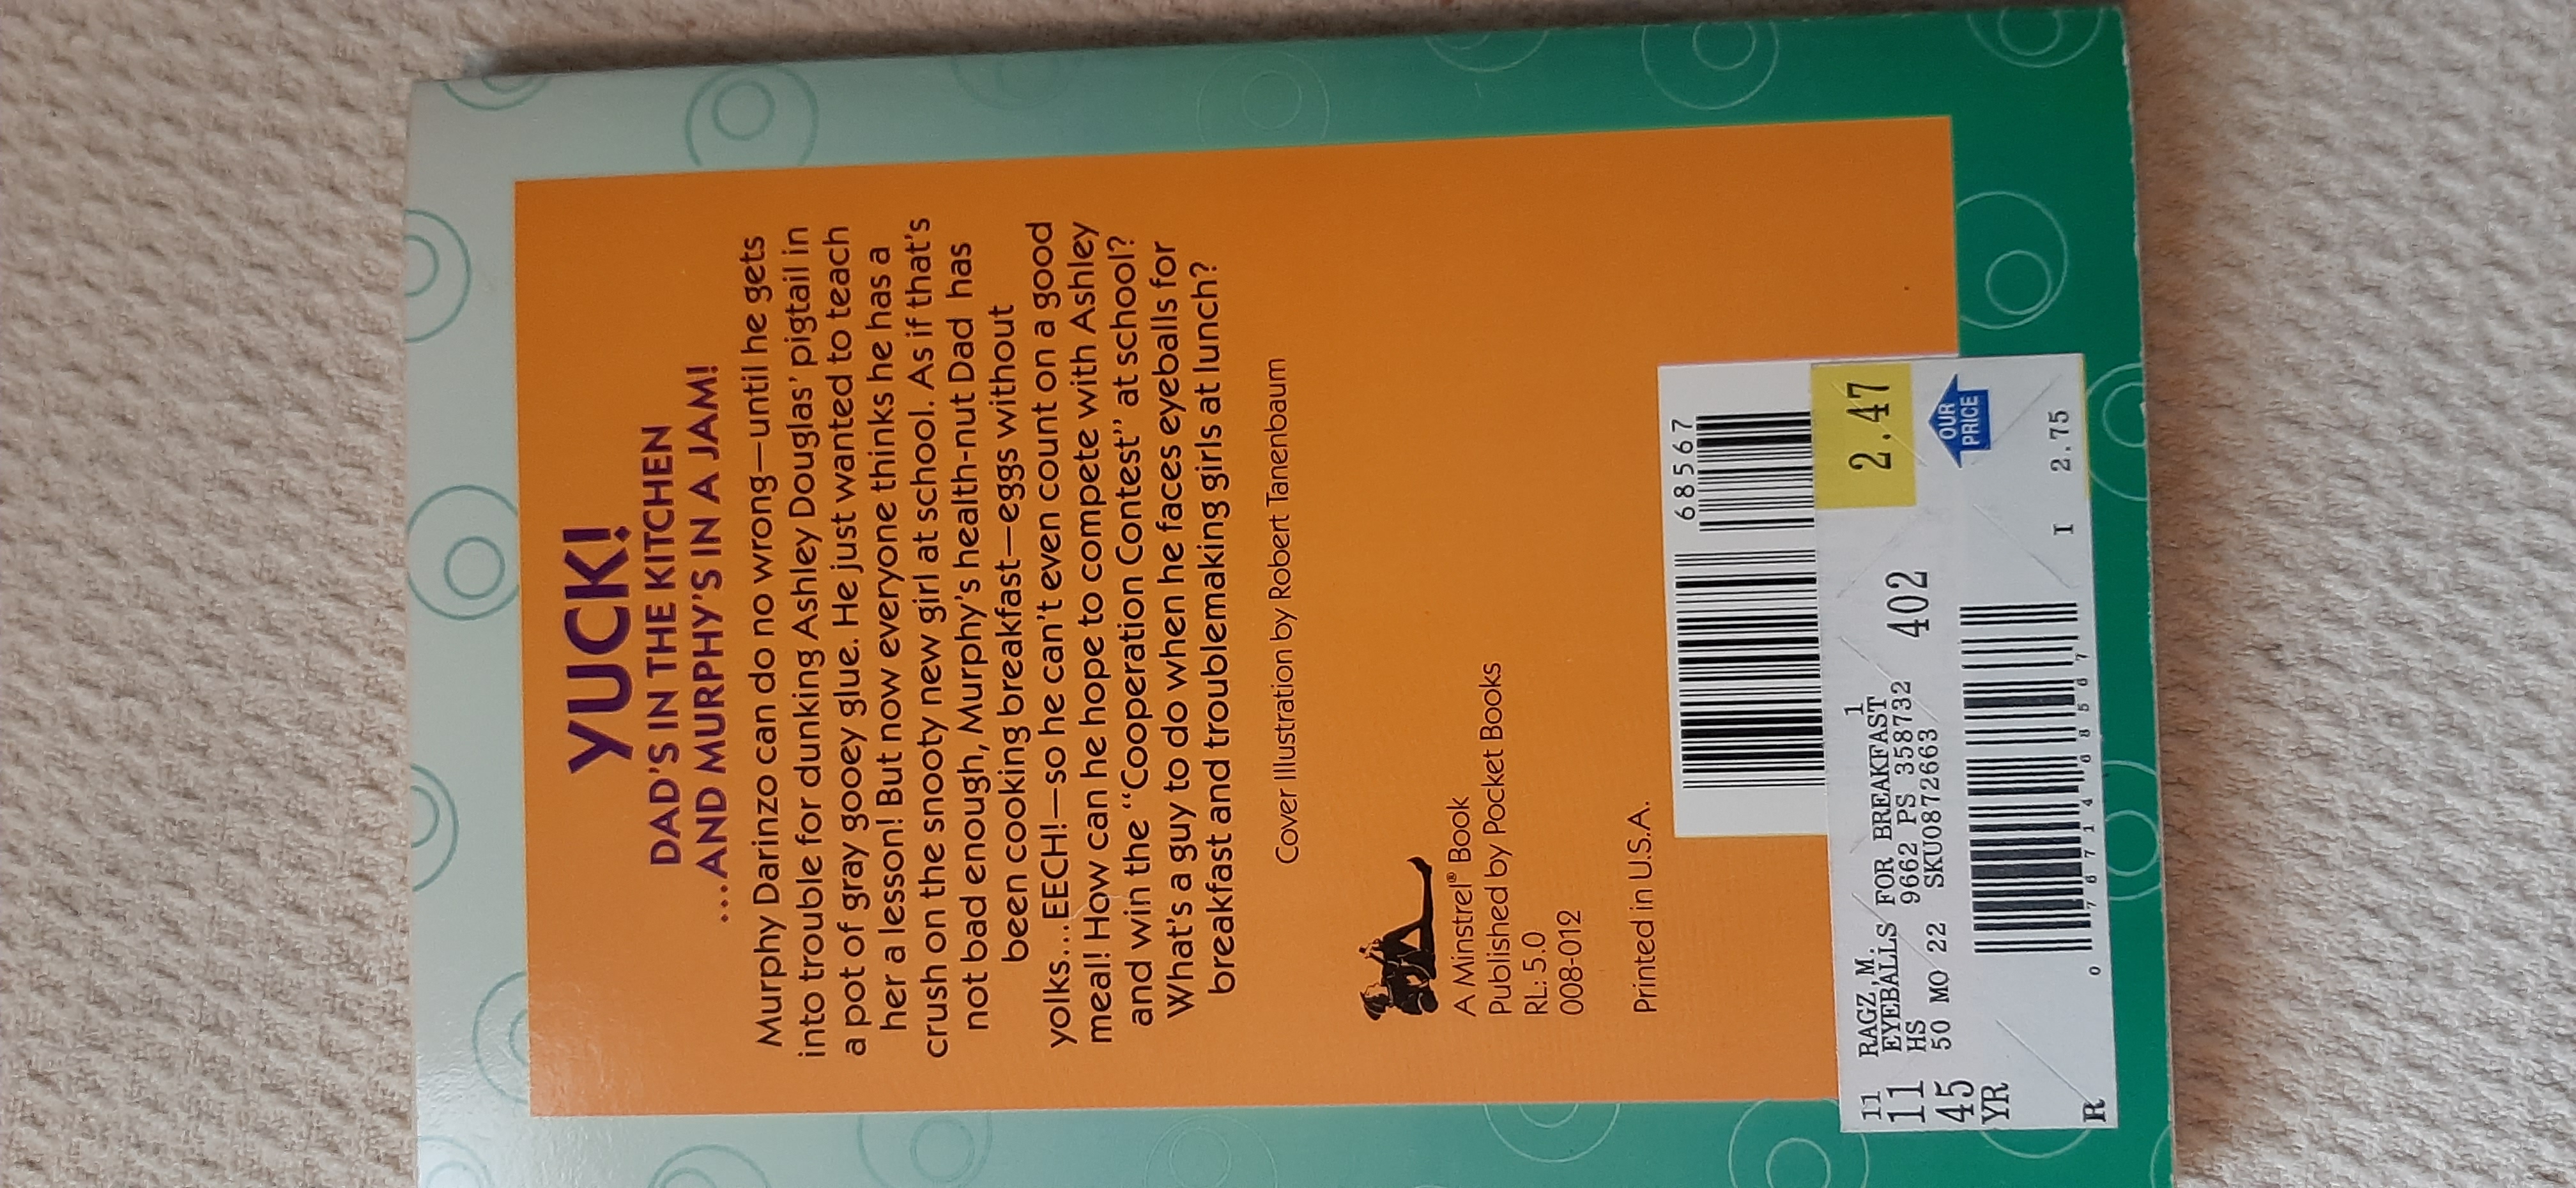 YUCK!
DAD'S IN THE KITCHEN
...AND MURPHY'S IN A JAM!
Murphy Darinzo can do no wrong—until he gets
into trouble for dunking Ashley Douglas' pigtail in
a pot of gray gooey glue. He just wanted to teach
her a lesson! But now everyone thinks he has a
crush on the snooty new girl at school. As if that's
not bad enough, Murphy's health-nut Dad has
been cooking breakfast—eggs without
yolks...EECH!—so he can't even count on a good
meal! How can he hope to compete with Ashley
and win the "Cooperation Contest" at school?
What's a guy to do when he faces eyeballs for
breakfast and troublemaking girls at lunch?
Cover Illustration by Robert Tanenbaum
A Minstrel® Book
Published by Pocket Books
RL: 5.0
008-012
Printed in U.S.A.
68567
2.47
OUR
PRICE
11 RAGZ,M. 1
11 EYEBALLS FOR BREAKFAST
HS 9662 PS 358732 402
45 50 MO 22 SKU0872663
YR
R I 2.75
0 76714 68567 7